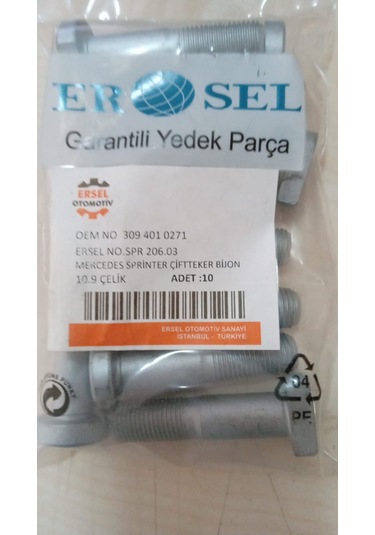 ER SEL
Garantili Yedek Parça
ERSEL
OTOMOTİV
OEM NO 309 401 0271
ERSEL NO.SPR 206.03
MERCEDES SPRINTER ÇİFTTEKER BİJON
10.9 ÇELİK ADET :10
ERSEL OTOMOTİV SANAYİ
İSTANBUL - TÜRKİYE
04
PE